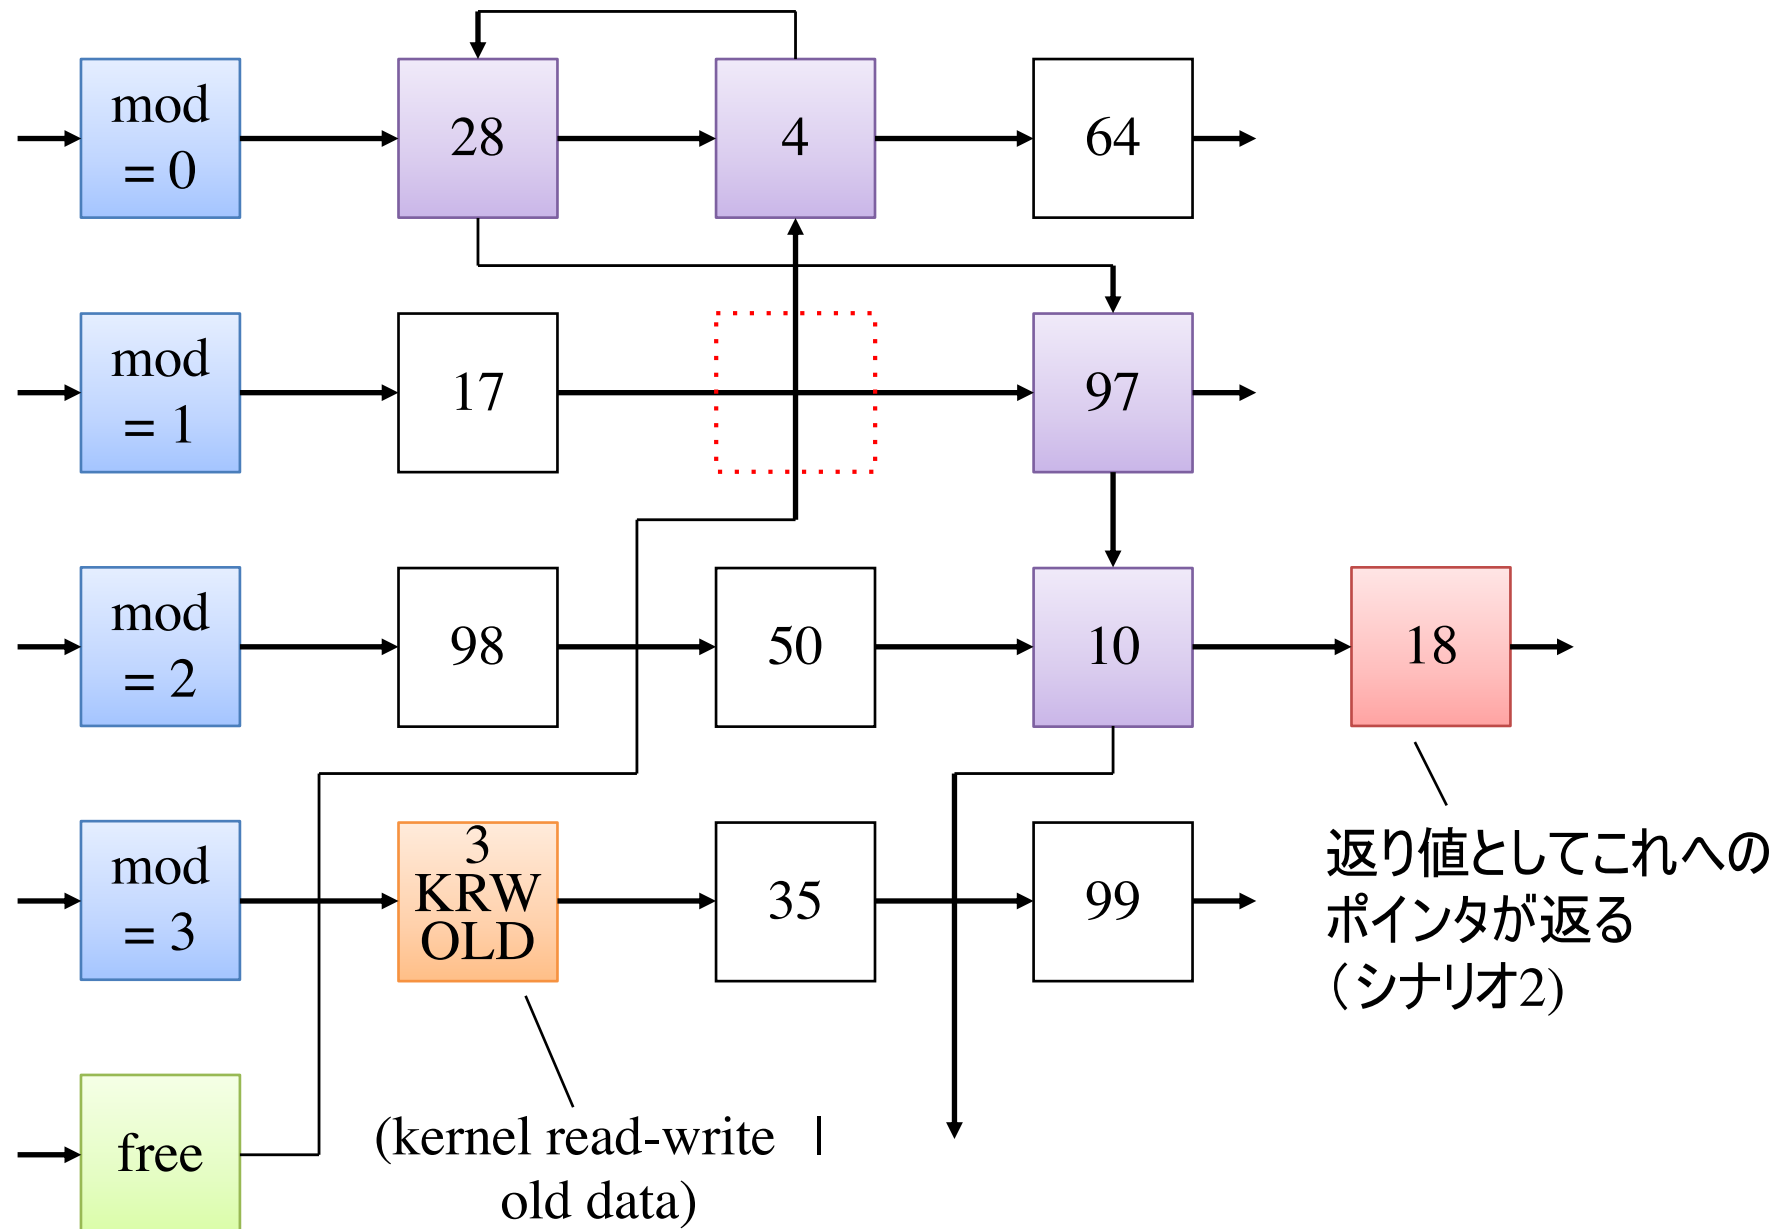 mod
= 0
28
4
64
mod
= 1
17
97
mod
= 2
98
50
10
18
mod
= 3
3
KRW
OLD
35
99
返り値としてこれへの
ポインタが返る
（シナリオ2)
free
(kernel read-write |
old data)